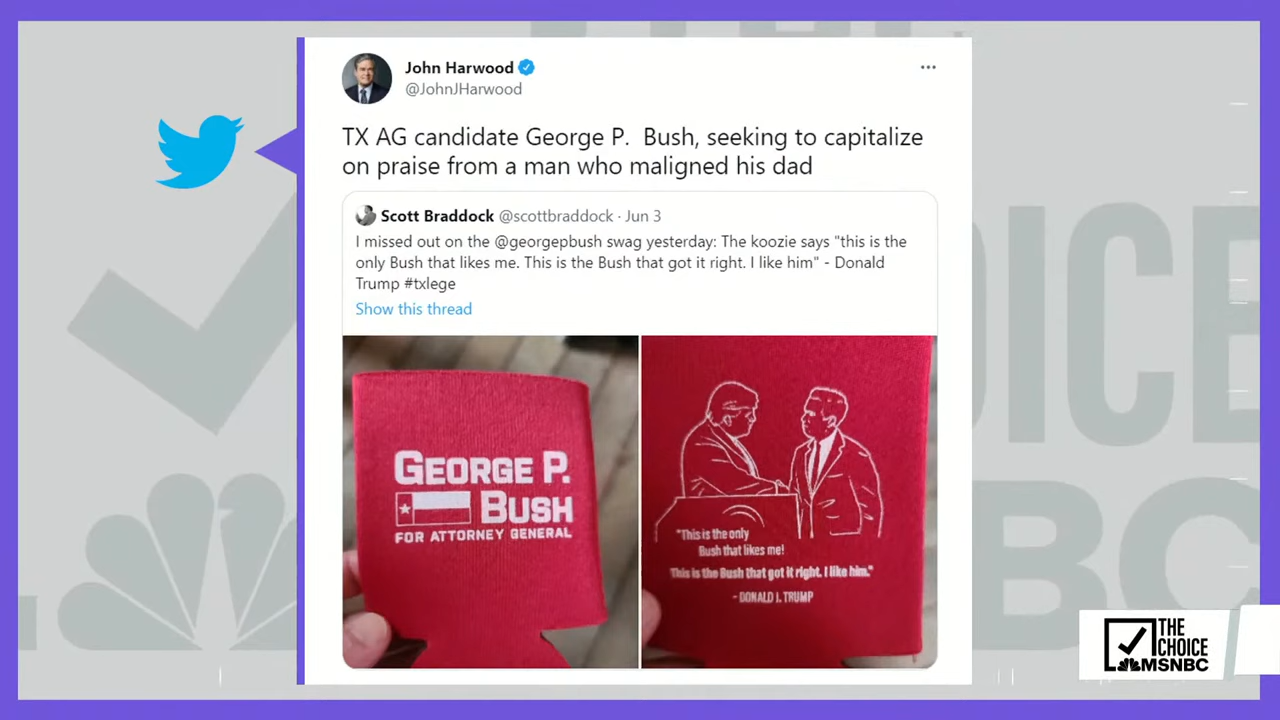 John Harwood
@JohnJHarwood
TX AG candidate George P.  Bush, seeking to capitalize
on praise from a man who maligned his dad
Scott Braddock @scottbraddock · Jun 3
I missed out on the @georgepbush swag yesterday: The koozie says "this is the
only Bush that likes me. This is the Bush that got it right. I like him" - Donald
Trump #txlege
Show this thread
GEORGE P.
BUSH
FOR ATTORNEY GENERAL
"This is the only
Bush that likes me!
This is the Bush that got it right. I like him."
- DONALD J. TRUMP
THE
CHOICE
MSNBC